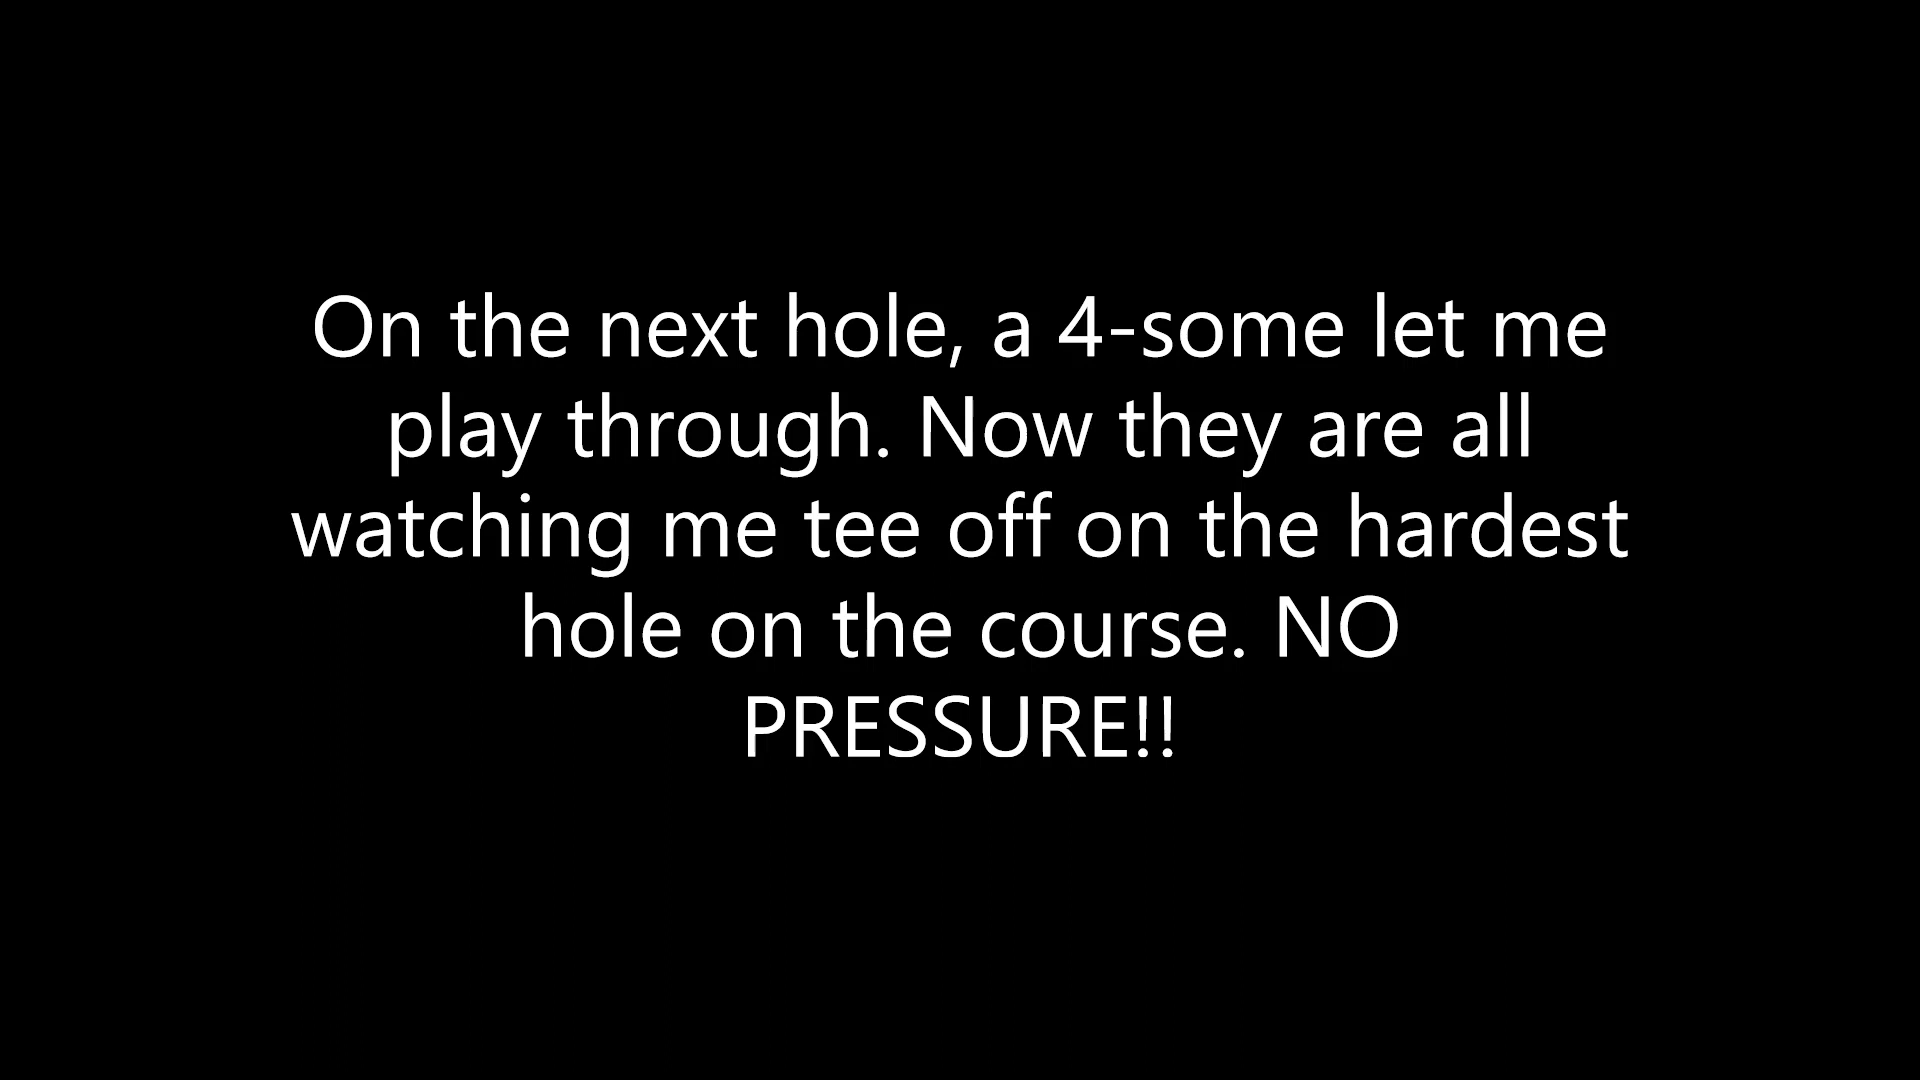 On the next hole, a 4-some let me
play through. Now they are all
watching me tee off on the hardest
hole on the course. NO
PRESSURE!!